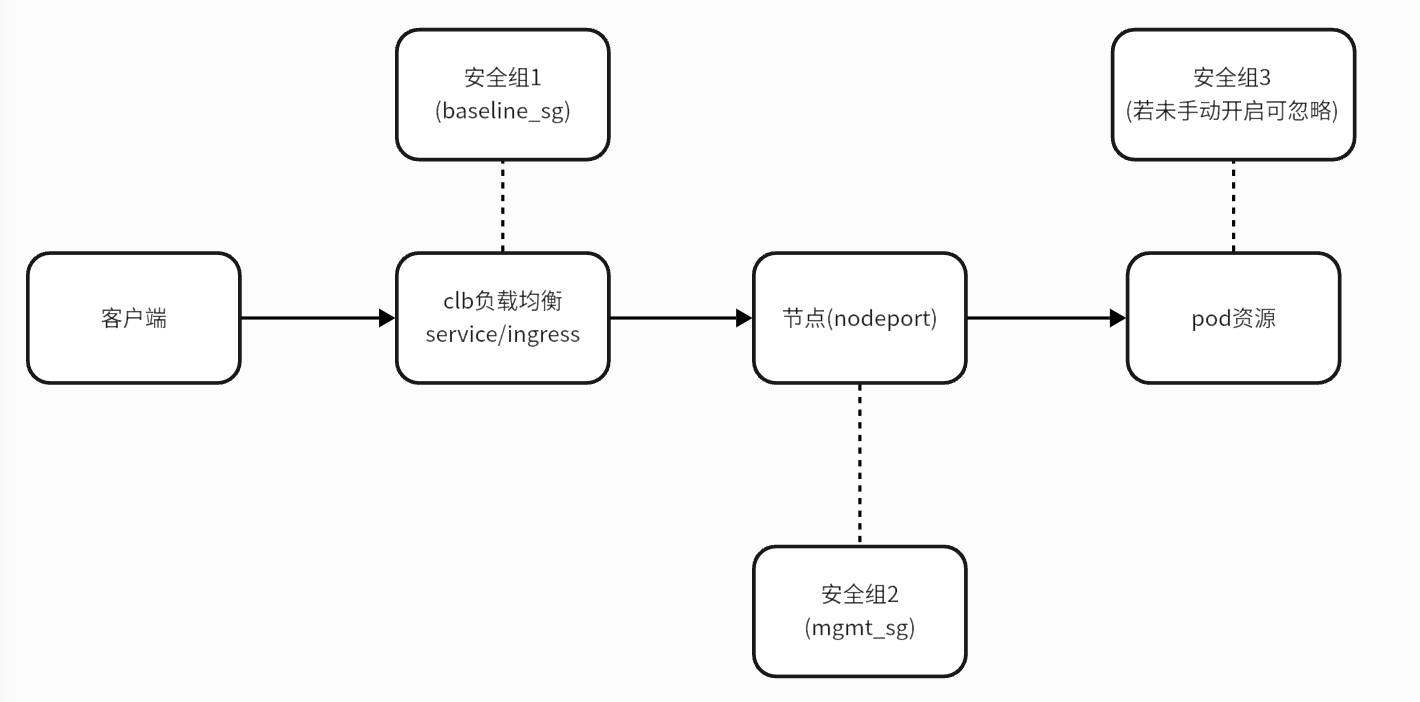 安全组1
(baseline_sg)
安全组3
(若未手动开启可忽略)
客户端
clb负载均衡
service/ingress
节点(nodeport)
pod资源
安全组2
(mgmt_sg)